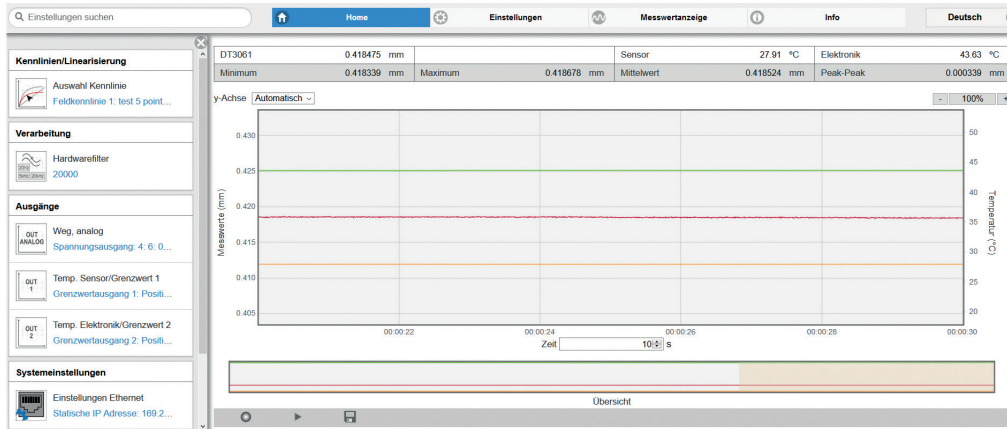 Einstellungen suchen
Home
Einstellungen
Messwertanzeige
Info
Deutsch
Kennlinien/Linearisierung
Auswahl Kennlinie
Feldkennlinie 1: test 5 point...
Verarbeitung
Hardwarefilter
20000
Ausgänge
OUT
ANALOG
Weg, analog
Spannungsausgang: 4: 6: 0...
OUT
1
Temp. Sensor/Grenzwert 1
Grenzwertausgang 1: Positi...
OUT
2
Temp. Elektronik/Grenzwert 2
Grenzwertausgang 2: Positi...
Systemeinstellungen
Einstellungen Ethernet
Statische IP Adresse: 169.2...
DT3061 0.418475 mm Sensor 27.91 °C Elektronik 43.63 °C
Minimum 0.418339 mm Maximum 0.418678 mm Mittelwert 0.418524 mm Peak-Peak 0.000339 mm
y-Achse Automatisch - 100% +
Messwerte (mm)
0.430
0.425
0.420
0.415
0.410
0.405
50
45
40
35
30
25
20
Temperatur (°C)
00:00:22 00:00:24 00:00:26 00:00:28 00:00:30
Zeit 10 s
Übersicht